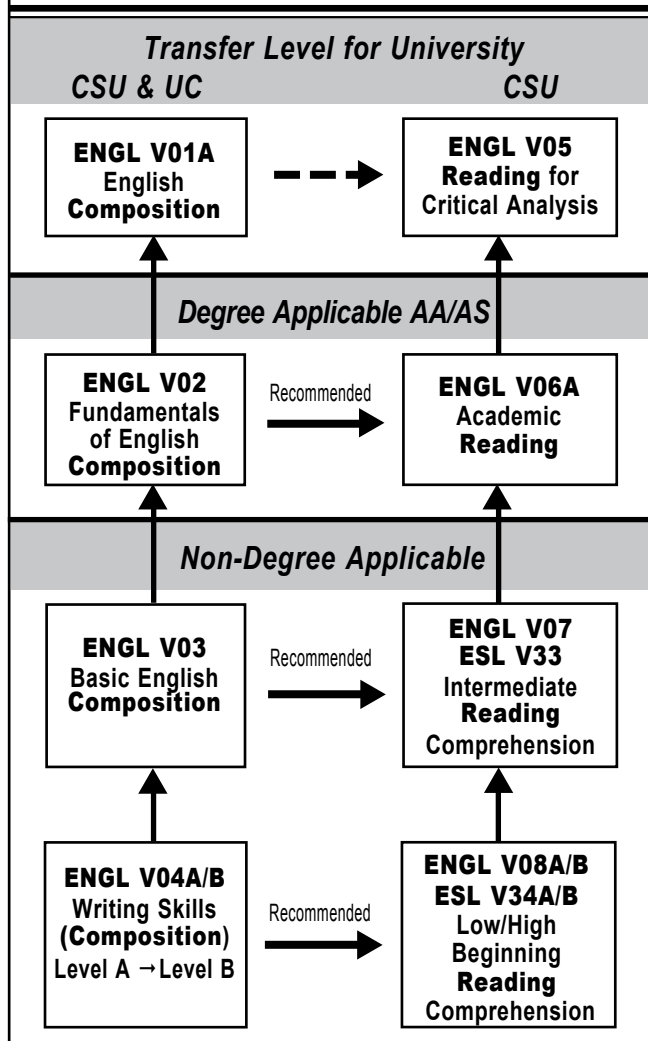 Transfer Level for University
CSU & UC CSU
ENGL V01A
English
Composition
ENGL V05
Reading for
Critical Analysis
Degree Applicable AA/AS
ENGL V02
Fundamentals
of English
Composition
Recommended
ENGL V06A
Academic
Reading
Non-Degree Applicable
ENGL V03
Basic English
Composition
Recommended
ENGL V07
ESL V33
Intermediate
Reading
Comprehension
ENGL V04A/B
Writing Skills
(Composition)
Level A →Level B
Recommended
ENGL V08A/B
ESL V34A/B
Low/High
Beginning
Reading
Comprehension